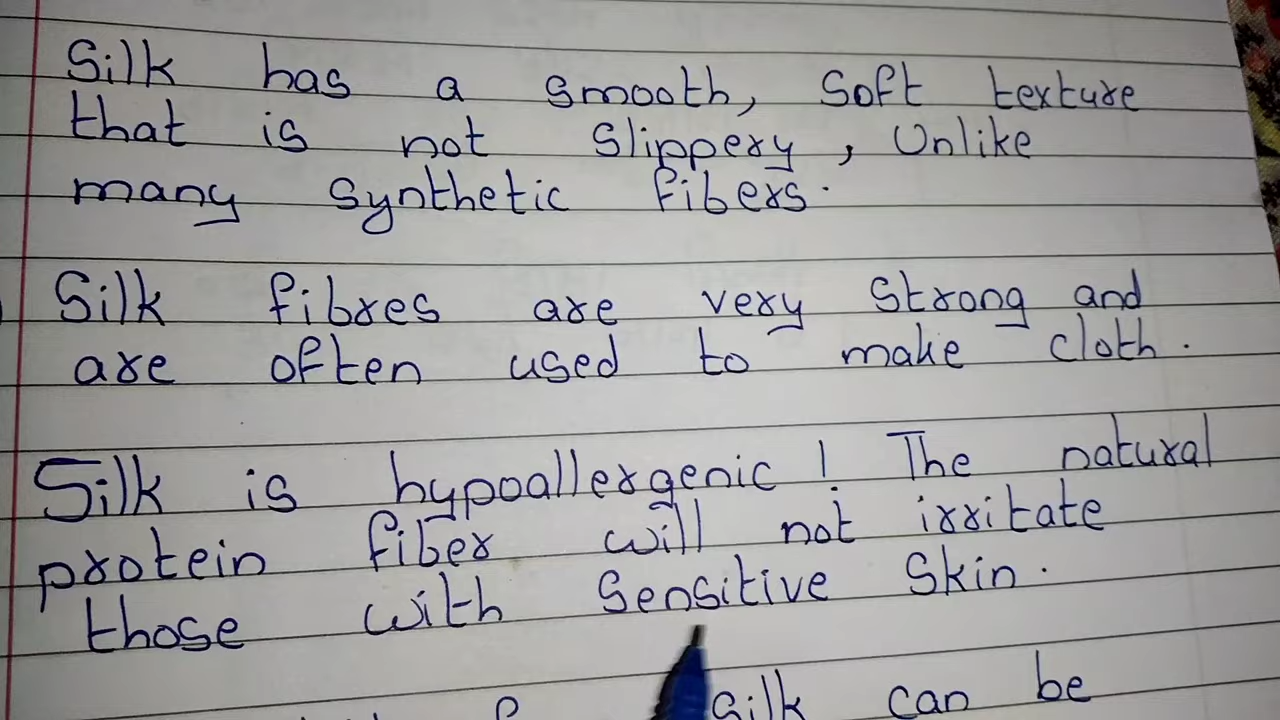 Silk has a smooth, soft texture
that is not slippery, Unlike
many synthetic fibers.
Silk fibres are very strong and
are often used to make cloth.
Silk is hypoallergenic! The natural
protein fiber will not irritate
those with sensitive skin.
silk can be